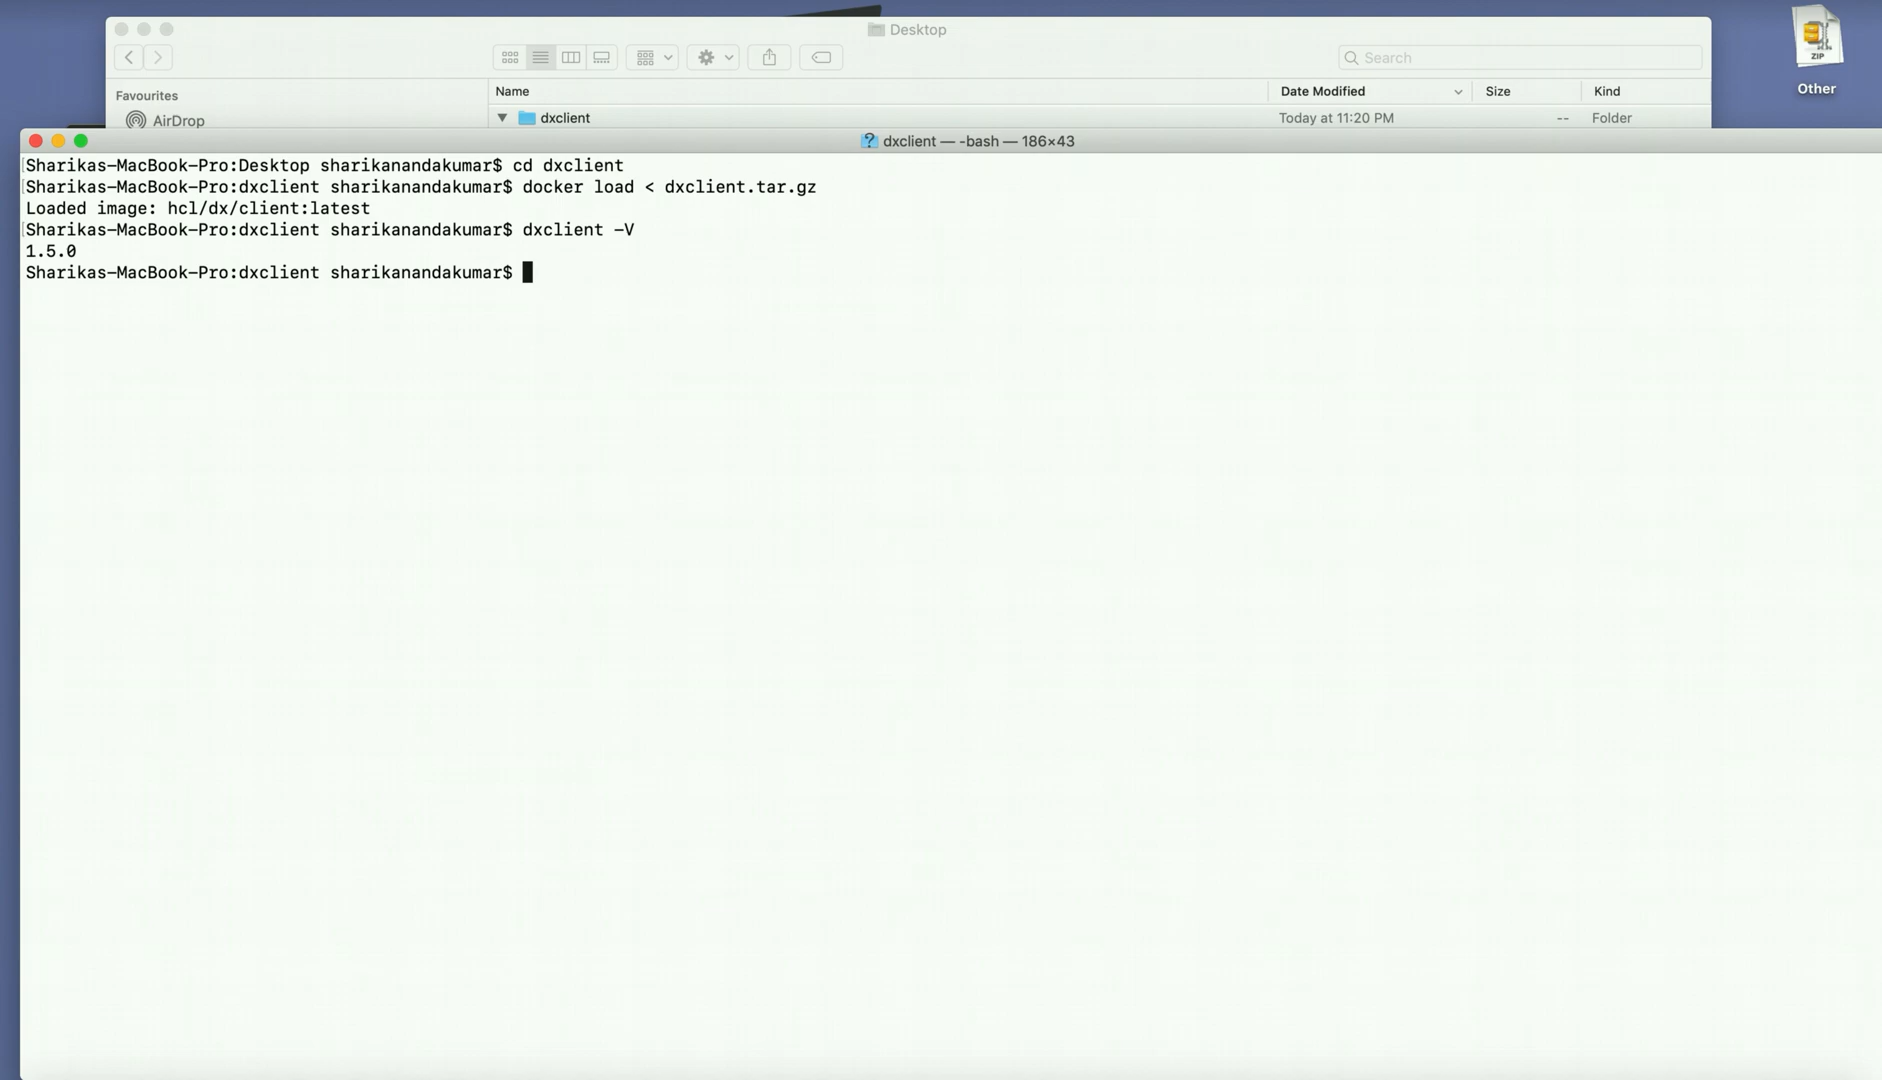 Desktop
Search
ZIP
Other
Favourites
Name
Date Modified
Size
Kind
AirDrop
dxclient
Today at 11:20 PM
--
Folder
dxclient — -bash — 186×43
Sharikas-MacBook-Pro:Desktop sharikanandakumar$ cd dxclient
Sharikas-MacBook-Pro:dxclient sharikanandakumar$ docker load < dxclient.tar.gz
Loaded image: hcl/dx/client:latest
Sharikas-MacBook-Pro:dxclient sharikanandakumar$ dxclient -V
1.5.0
Sharikas-MacBook-Pro:dxclient sharikanandakumar$